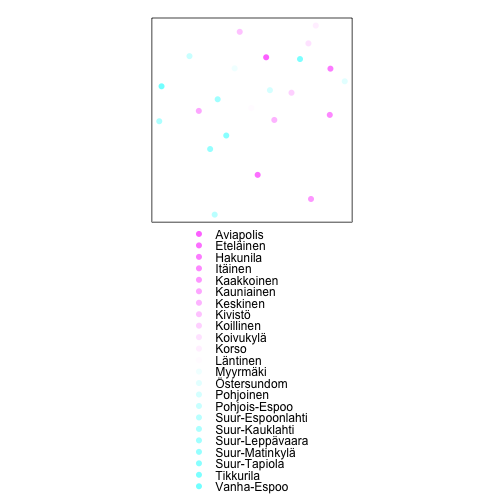 Aviapolis
Eteläinen
Hakunila
Itäinen
Kaakkoinen
Kauniainen
Keskinen
Kivistö
Koillinen
Koivukylä
Korso
Läntinen
Myyrmäki
Östersundom
Pohjoinen
Pohjois-Espoo
Suur-Espoonlahti
Suur-Kauklahti
Suur-Leppävaara
Suur-Matinkylä
Suur-Tapiola
Tikkurila
Vanha-Espoo